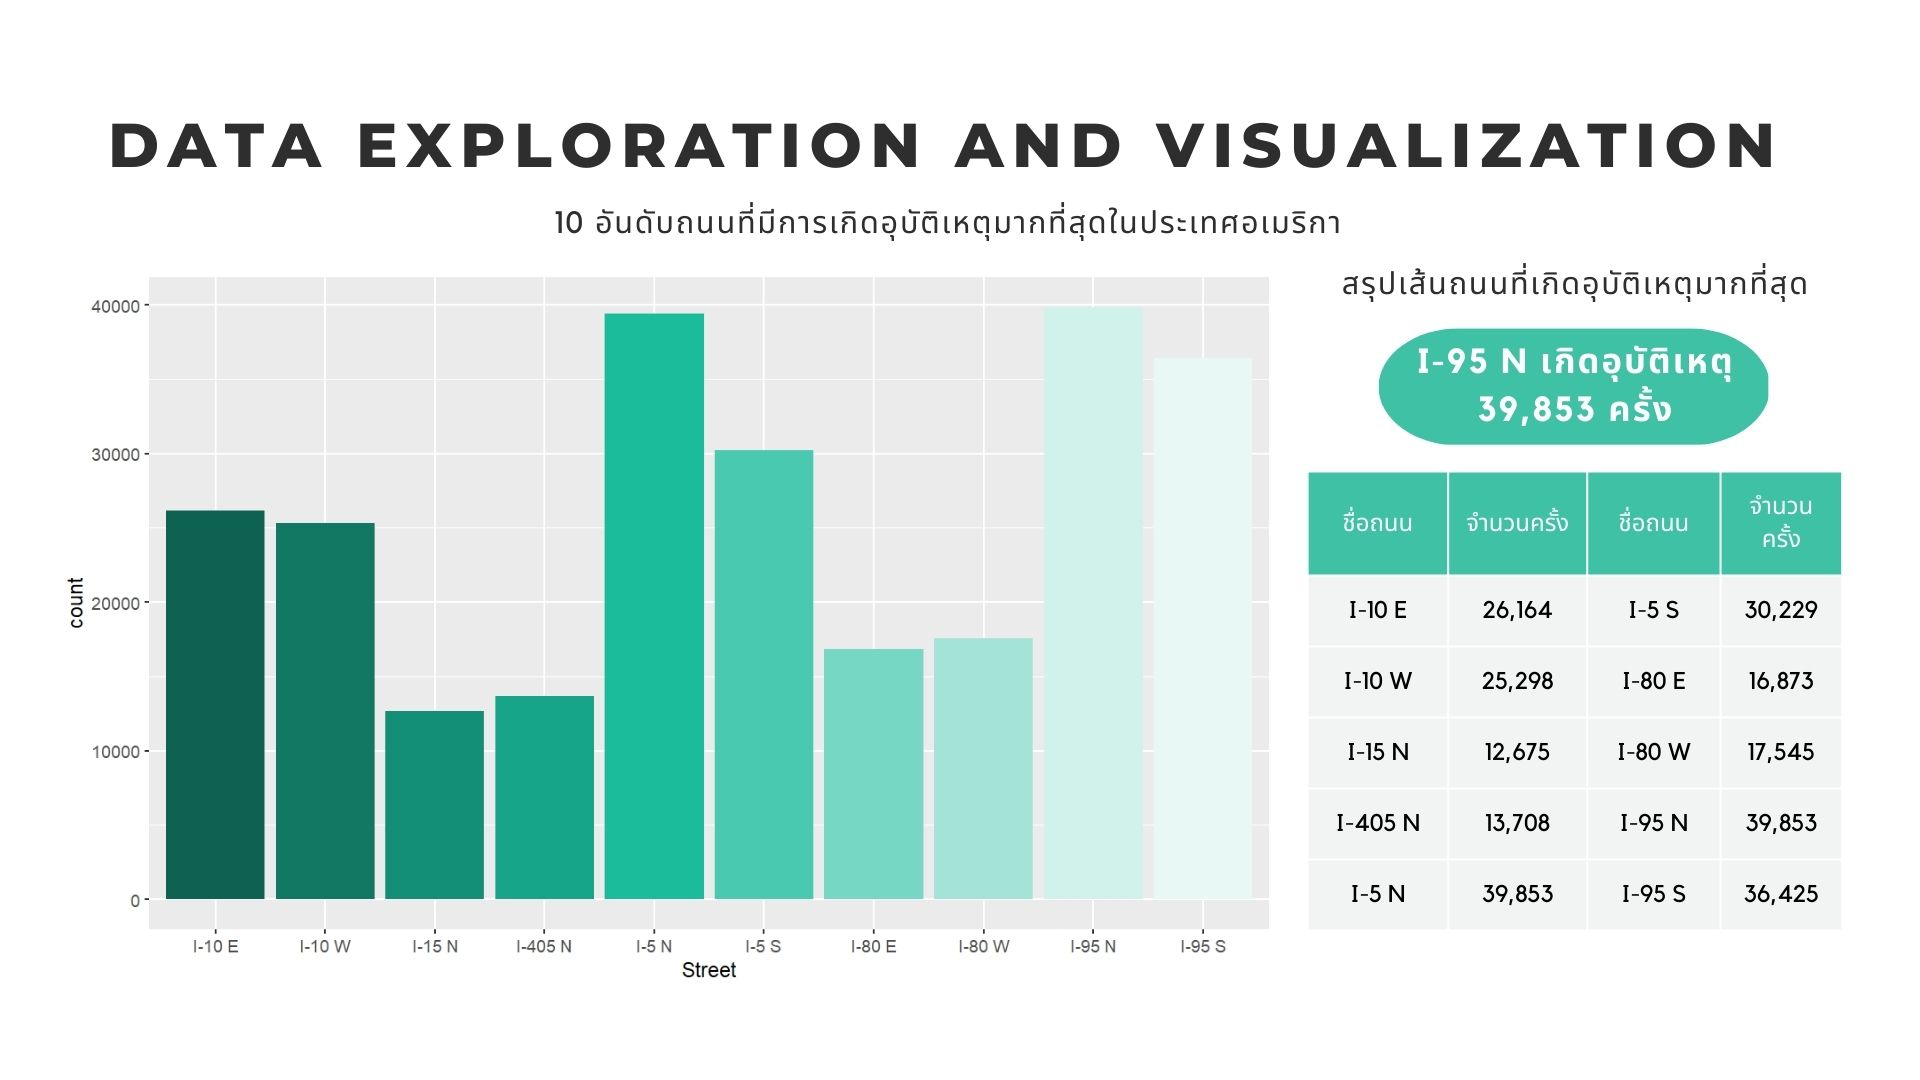 DATA EXPLORATION AND VISUALIZATION
10 อันดับถนนที่มีการเกิดอุบัติเหตุมากที่สุดในประเทศอเมริกา
40000
30000
20000
10000
0
count
I-10 E I-10 W I-15 N I-405 N I-5 N I-5 S I-80 E I-80 W I-95 N I-95 S
Street
สรุปเส้นถนนที่เกิดอุบัติเหตุมากที่สุด
I-95 N เกิดอุบัติเหตุ
39,853 ครั้ง
ชื่อถนน จำนวนครั้ง ชื่อถนน จำนวน
ครั้ง
I-10 E 26,164 I-5 S 30,229
I-10 W 25,298 I-80 E 16,873
I-15 N 12,675 I-80 W 17,545
I-405 N 13,708 I-95 N 39,853
I-5 N 39,853 I-95 S 36,425